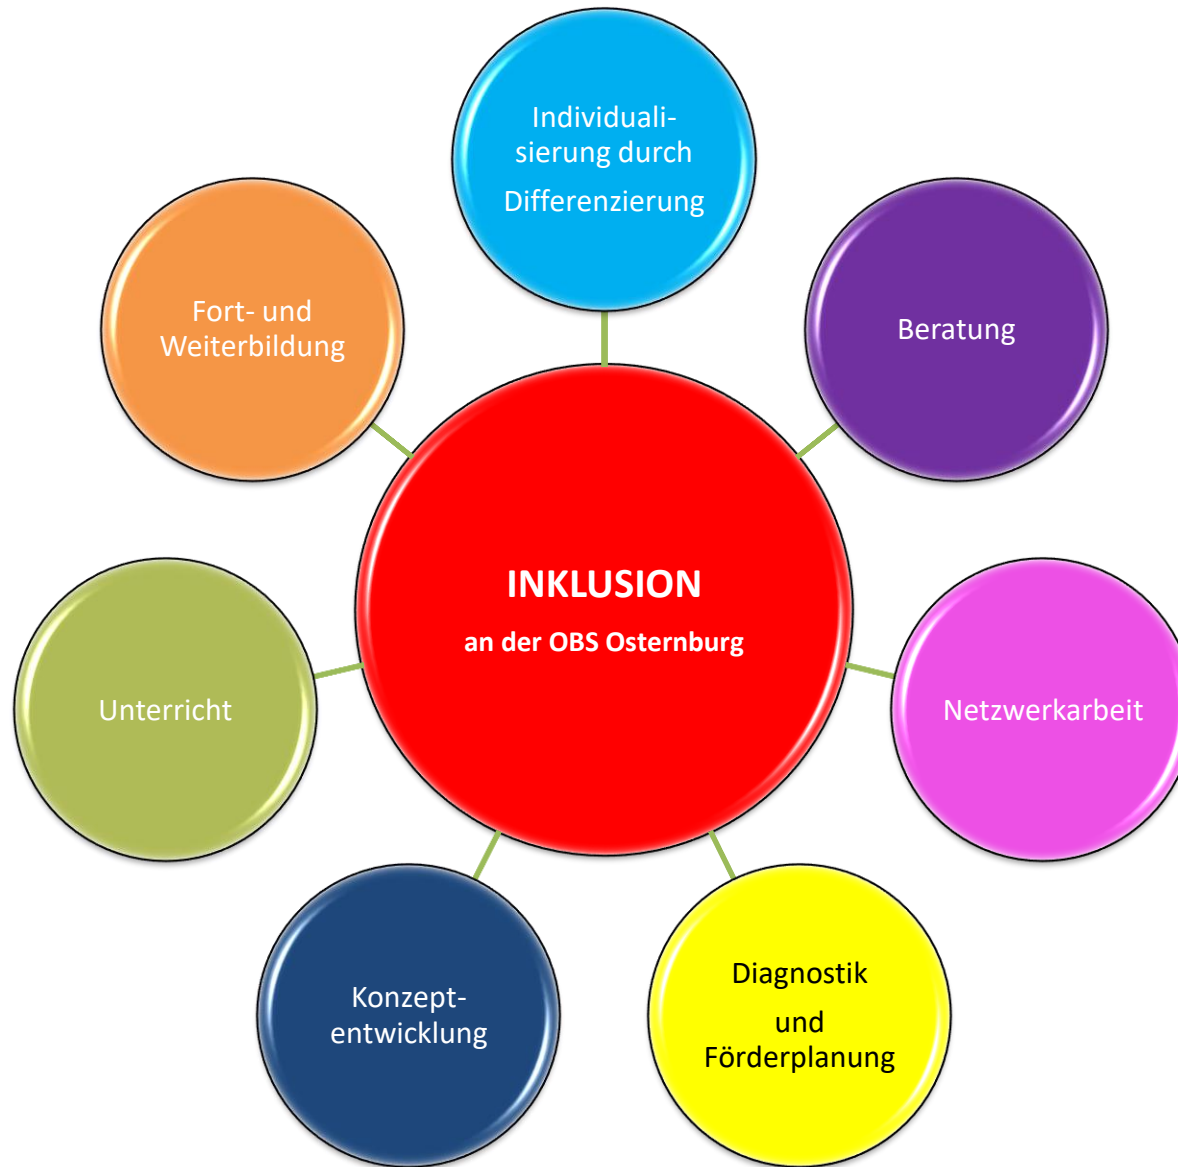 Individuali-
sierung durch
Differenzierung
Fort- und
Weiterbildung
Beratung
INKLUSION
an der OBS Osternburg
Unterricht
Netzwerkarbeit
Konzept-
entwicklung
Diagnostik
und
Förderplanung